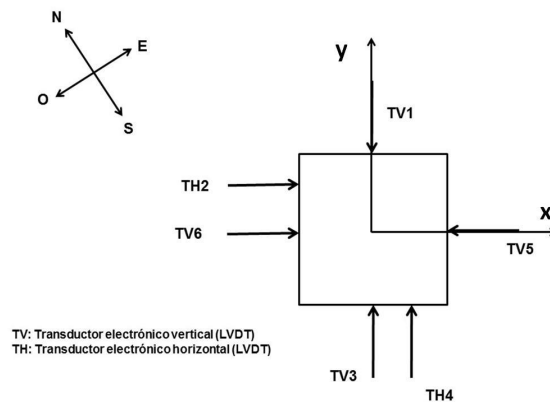 N
E
O
S
y
TV1
TH2
TV6
x
TV5
TV: Transductor electrónico vertical (LVDT)
TH: Transductor electrónico horizontal (LVDT)
TV3
TH4